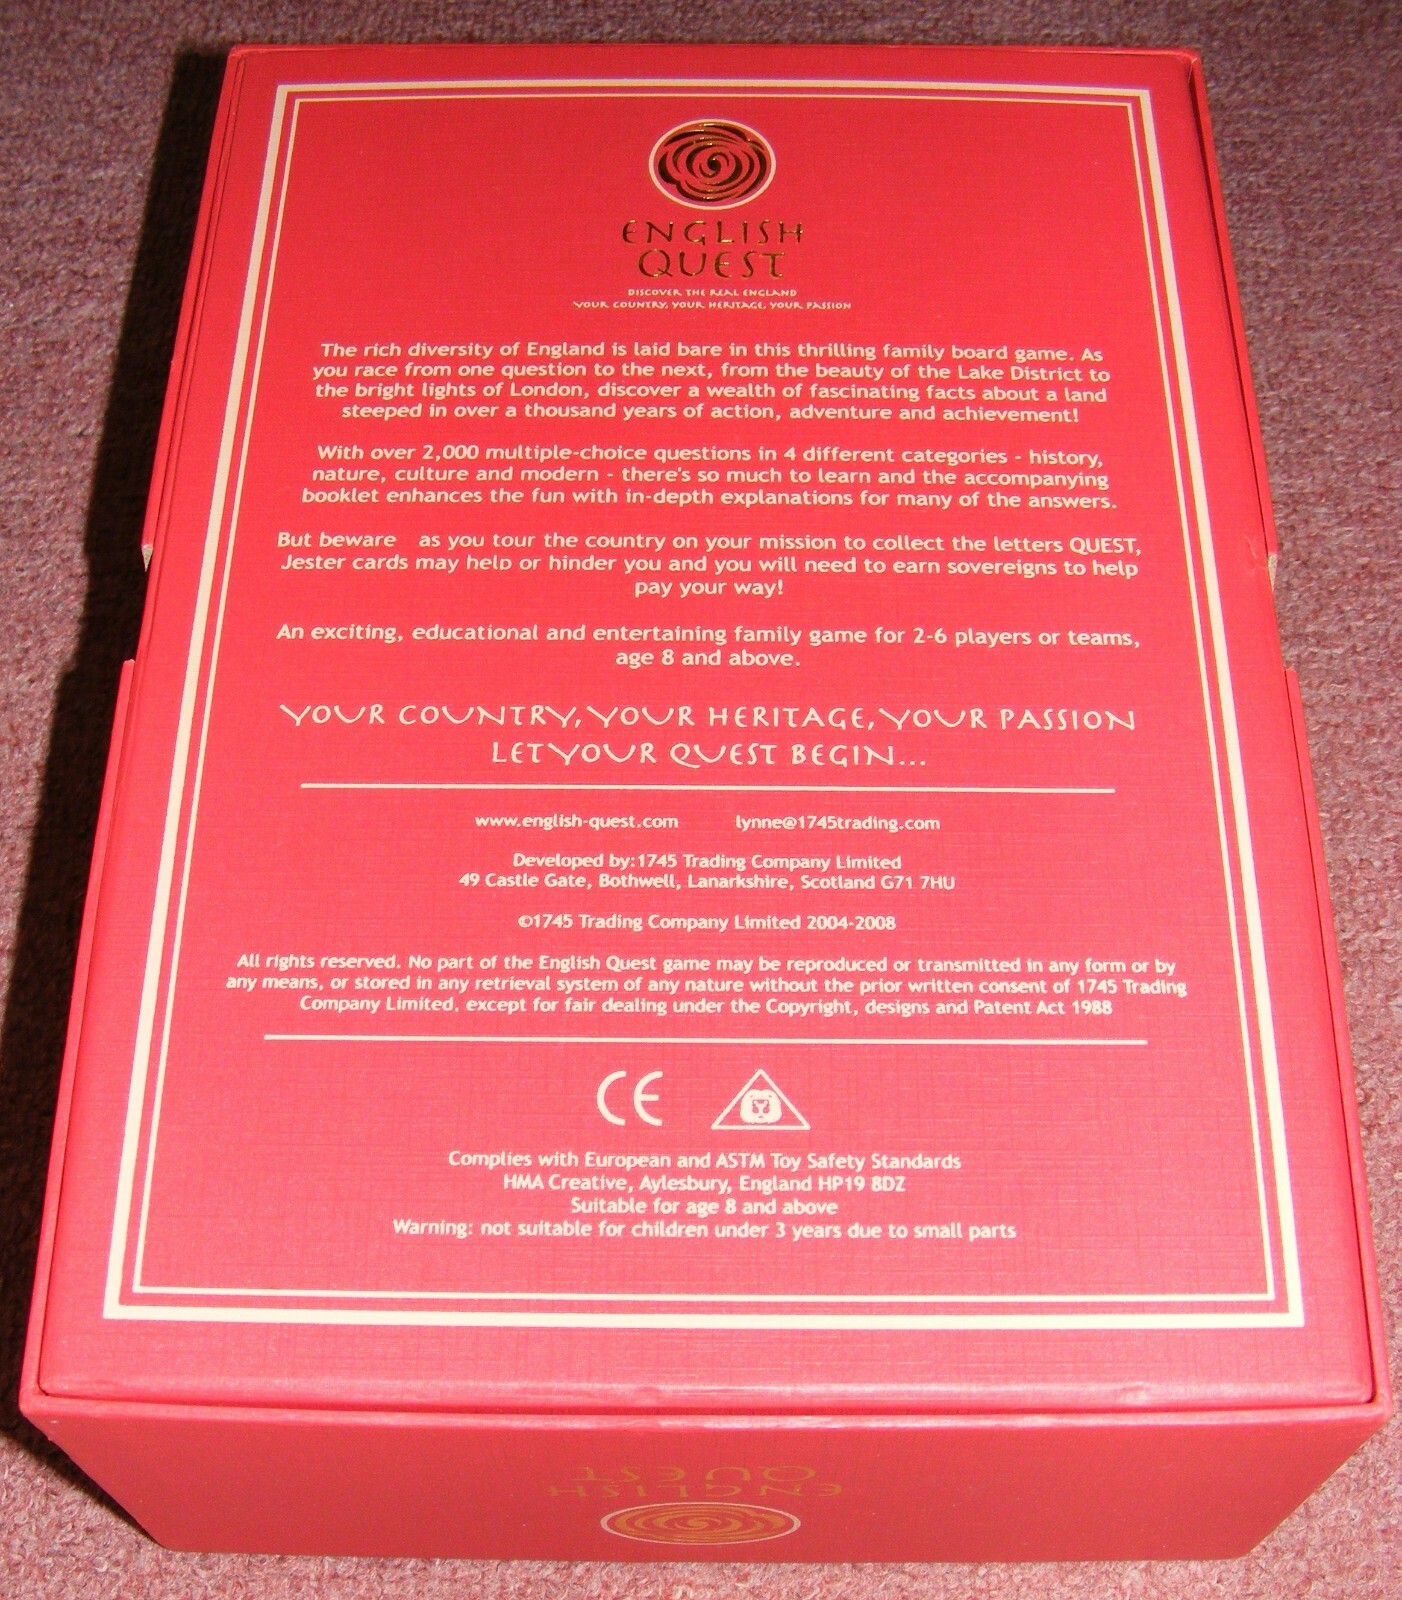 ENGLISH
QUEST
DISCOVER THE REAL ENGLAND
YOUR COUNTRY, YOUR HERITAGE, YOUR PASSION
The rich diversity of England is laid bare in this thrilling family board game. As
you race from one question to the next, from the beauty of the Lake District to
the bright lights of London, discover a wealth of fascinating facts about a land
steeped in over a thousand years of action, adventure and achievement!
With over 2,000 multiple-choice questions in 4 different categories - history,
nature, culture and modern - there's so much to learn and the accompanying
booklet enhances the fun with in-depth explanations for many of the answers.
But beware as you tour the country on your mission to collect the letters QUEST,
Jester cards may help or hinder you and you will need to earn sovereigns to help
pay your way!
An exciting, educational and entertaining family game for 2-6 players or teams,
age 8 and above.
YOUR COUNTRY, YOUR HERITAGE, YOUR PASSION
LET YOUR QUEST BEGIN...
www.english-quest.com lynne@1745trading.com
Developed by:1745 Trading Company Limited
49 Castle Gate, Bothwell, Lanarkshire, Scotland G71 7HU
©1745 Trading Company Limited 2004-2008
All rights reserved. No part of the English Quest game may be reproduced or transmitted in any form or by
any means, or stored in any retrieval system of any nature without the prior written consent of 1745 Trading
Company Limited, except for fair dealing under the Copyright, designs and Patent Act 1988
CE
Complies with European and ASTM Toy Safety Standards
HMA Creative, Aylesbury, England HP19 8DZ
Suitable for age 8 and above
Warning: not suitable for children under 3 years due to small parts
ENGLISH
QUEST